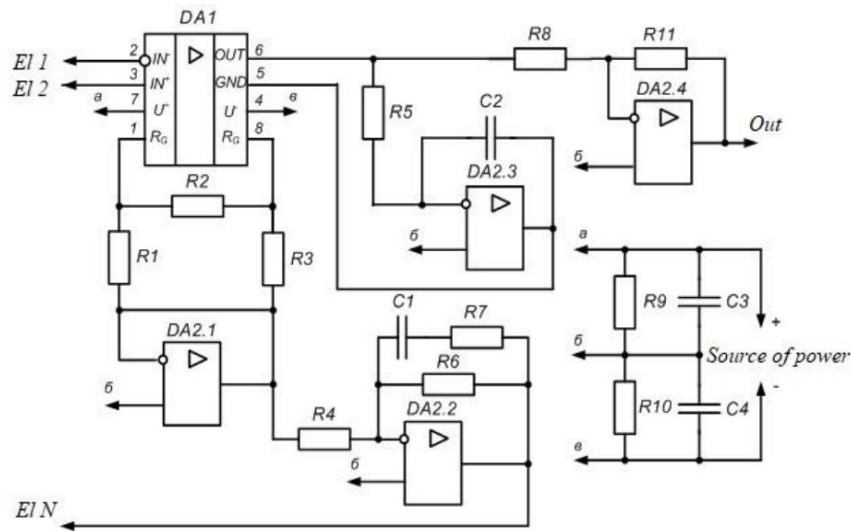 DA1
El 1
2
IN-
OUT
6
El 2
3
IN+
GND
5
а
7
U+
U-
4
в
1
RG
RG
8
R8
R11
DA2.4
Out
б
R5
C2
DA2.3
б
R2
R1
R3
DA2.1
б
C1
R7
R6
R4
DA2.2
б
El N
а
R9
C3
+
б
Source of power
R10
C4
-
в